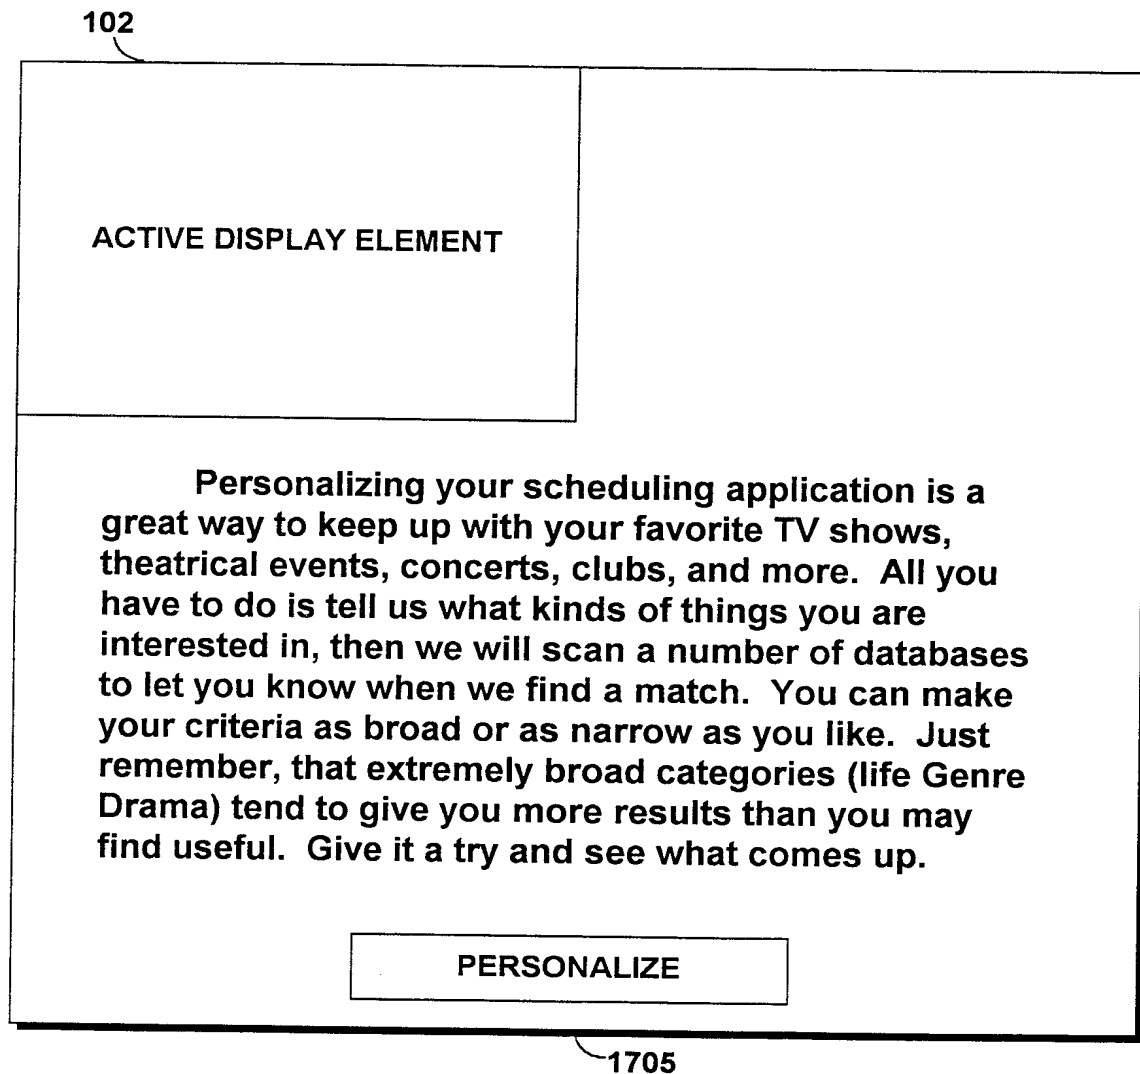 102
ACTIVE DISPLAY ELEMENT
Personalizing your scheduling application is a
great way to keep up with your favorite TV shows,
theatrical events, concerts, clubs, and more. All you
have to do is tell us what kinds of things you are
interested in, then we will scan a number of databases
to let you know when we find a match. You can make
your criteria as broad or as narrow as you like. Just
remember, that extremely broad categories (life Genre
Drama) tend to give you more results than you may
find useful. Give it a try and see what comes up.
PERSONALIZE
1705